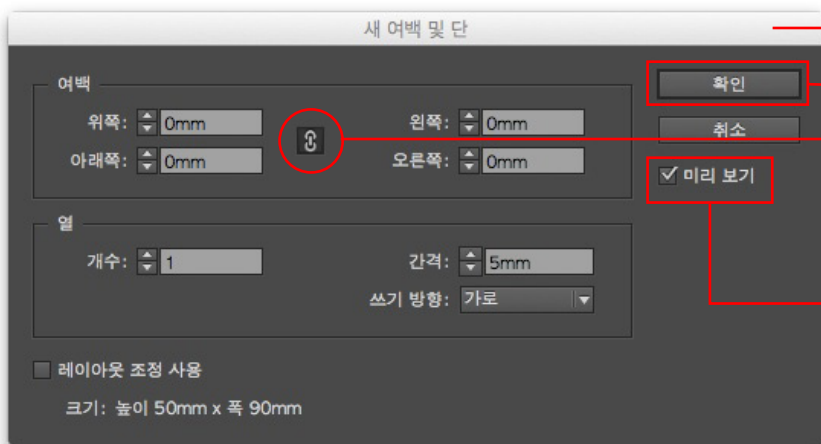 새 여백 및 단
여백
위쪽: 0mm
왼쪽: 0mm
아래쪽: 0mm
오른쪽: 0mm
확인
취소
미리 보기
열
개수: 1
간격: 5mm
쓰기 방향: 가로
레이아웃 조정 사용
크기: 높이 50mm x 폭 90mm